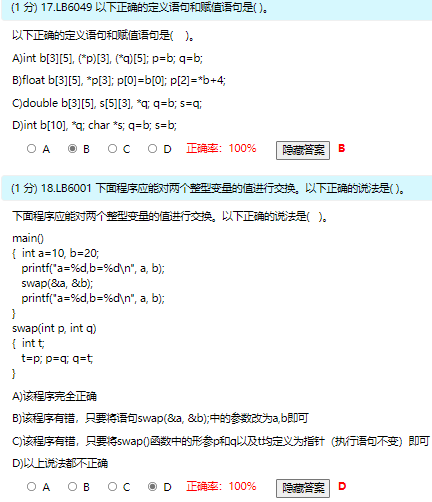 (1 分) 17.LB6049 以下正确的定义语句和赋值语句是( )。
以下正确的定义语句和赋值语句是(    )。
A)int b[3][5], (*p)[3], (*q)[5]; p=b; q=b;
B)float b[3][5], *p[3]; p[0]=b[0]; p[2]=*b+4;
C)double b[3][5], s[5][3], *q; q=b; s=q;
D)int b[10], *q; char *s; q=b; s=b;
A B C D 正确率：100% 隐藏答案 B
(1 分) 18.LB6001 下面程序应能对两个整型变量的值进行交换。以下正确的说法是( )。
下面程序应能对两个整型变量的值进行交换。以下正确的说法是(   )。
main()
{  int a=10, b=20;
printf("a=%d,b=%d\n", a, b);
swap(&a, &b);
printf("a=%d,b=%d\n", a, b);
}
swap(int p, int q)
{  int t;
t=p; p=q; q=t;
}
A)该程序完全正确
B)该程序有错，只要将语句swap(&a, &b);中的参数改为a,b即可
C)该程序有错，只要将swap()函数中的形参p和q以及t均定义为指针（执行语句不变）即可
D)以上说法都不正确
A B C D 正确率：100% 隐藏答案 D